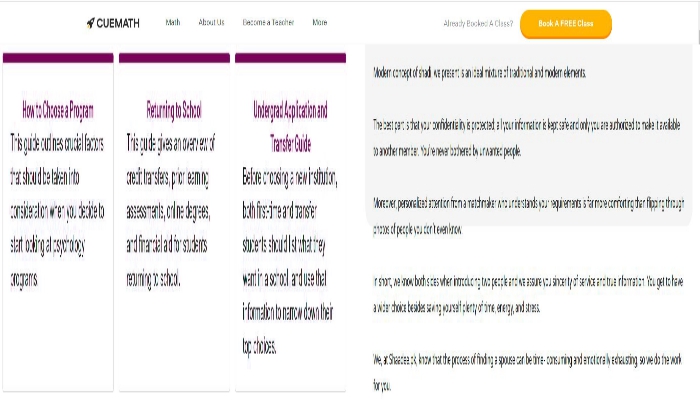 CUEMATH
Math
About Us
Become a Teacher
More
Already Booked A Class?
Book A FREE Class
How to Choose a Program
This guide outlines crucial factors
that should be taken into
consideration when you decide to
start looking at psychology
programs.
Returning to School
This guide gives an overview of
credit transfers, prior learning
assessments, online degrees,
and financial aid for students
returning to school.
Undergrad Application and
Transfer Guide
Before choosing a new institution,
both first-time and transfer
students should list what they
want in a school, and use that
information to narrow down their
top choices.
Modern concept of shadi, we present is an ideal mixture of traditional and modern elements.
The best part is that your confidentiality is protected; all your information is kept safe and only you are authorized to make it available
to another member. You're never bothered by unwanted people.
Moreover, personalized attention from a matchmaker who understands your requirements is far more comforting than flipping through
photos of people you don't even know.
In short, we know both sides when introducing two people and we assure you sincerity of service and true information. You get to have
a wider choice besides saving yourself plenty of time, energy, and stress.
We, at Shaadee.pk, know that the process of finding a spouse can be time- consuming and emotionally exhausting, so we do the work
for you.